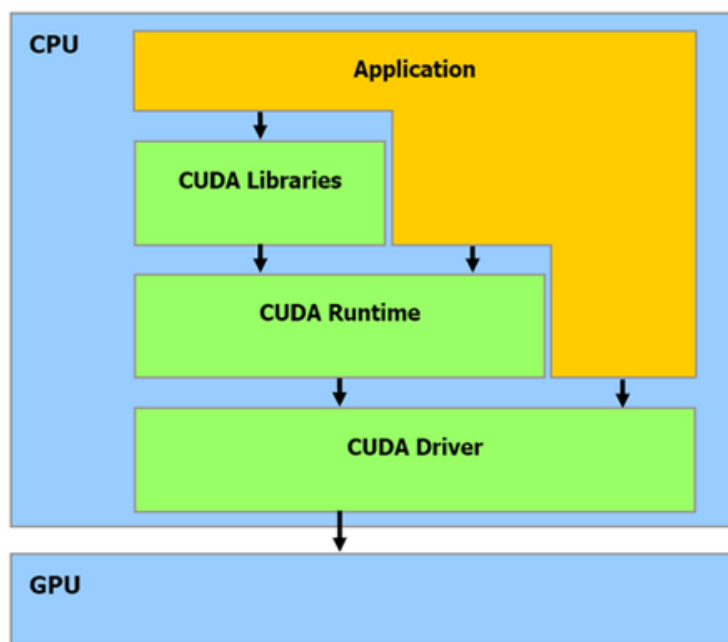 CPU
Application
CUDA Libraries
CUDA Runtime
CUDA Driver
GPU